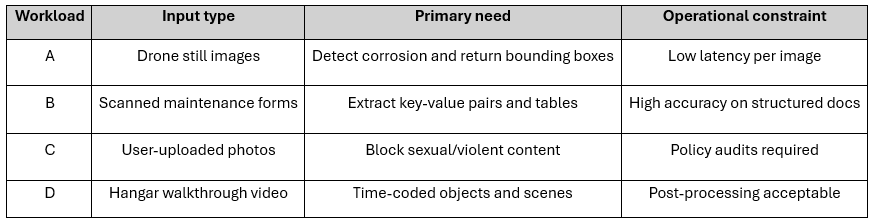 Workload Input type Primary need Operational constraint
A Drone still images Detect corrosion and return bounding boxes Low latency per image
B Scanned maintenance forms Extract key-value pairs and tables High accuracy on structured docs
C User-uploaded photos Block sexual/violent content Policy audits required
D Hangar walkthrough video Time-coded objects and scenes Post-processing acceptable